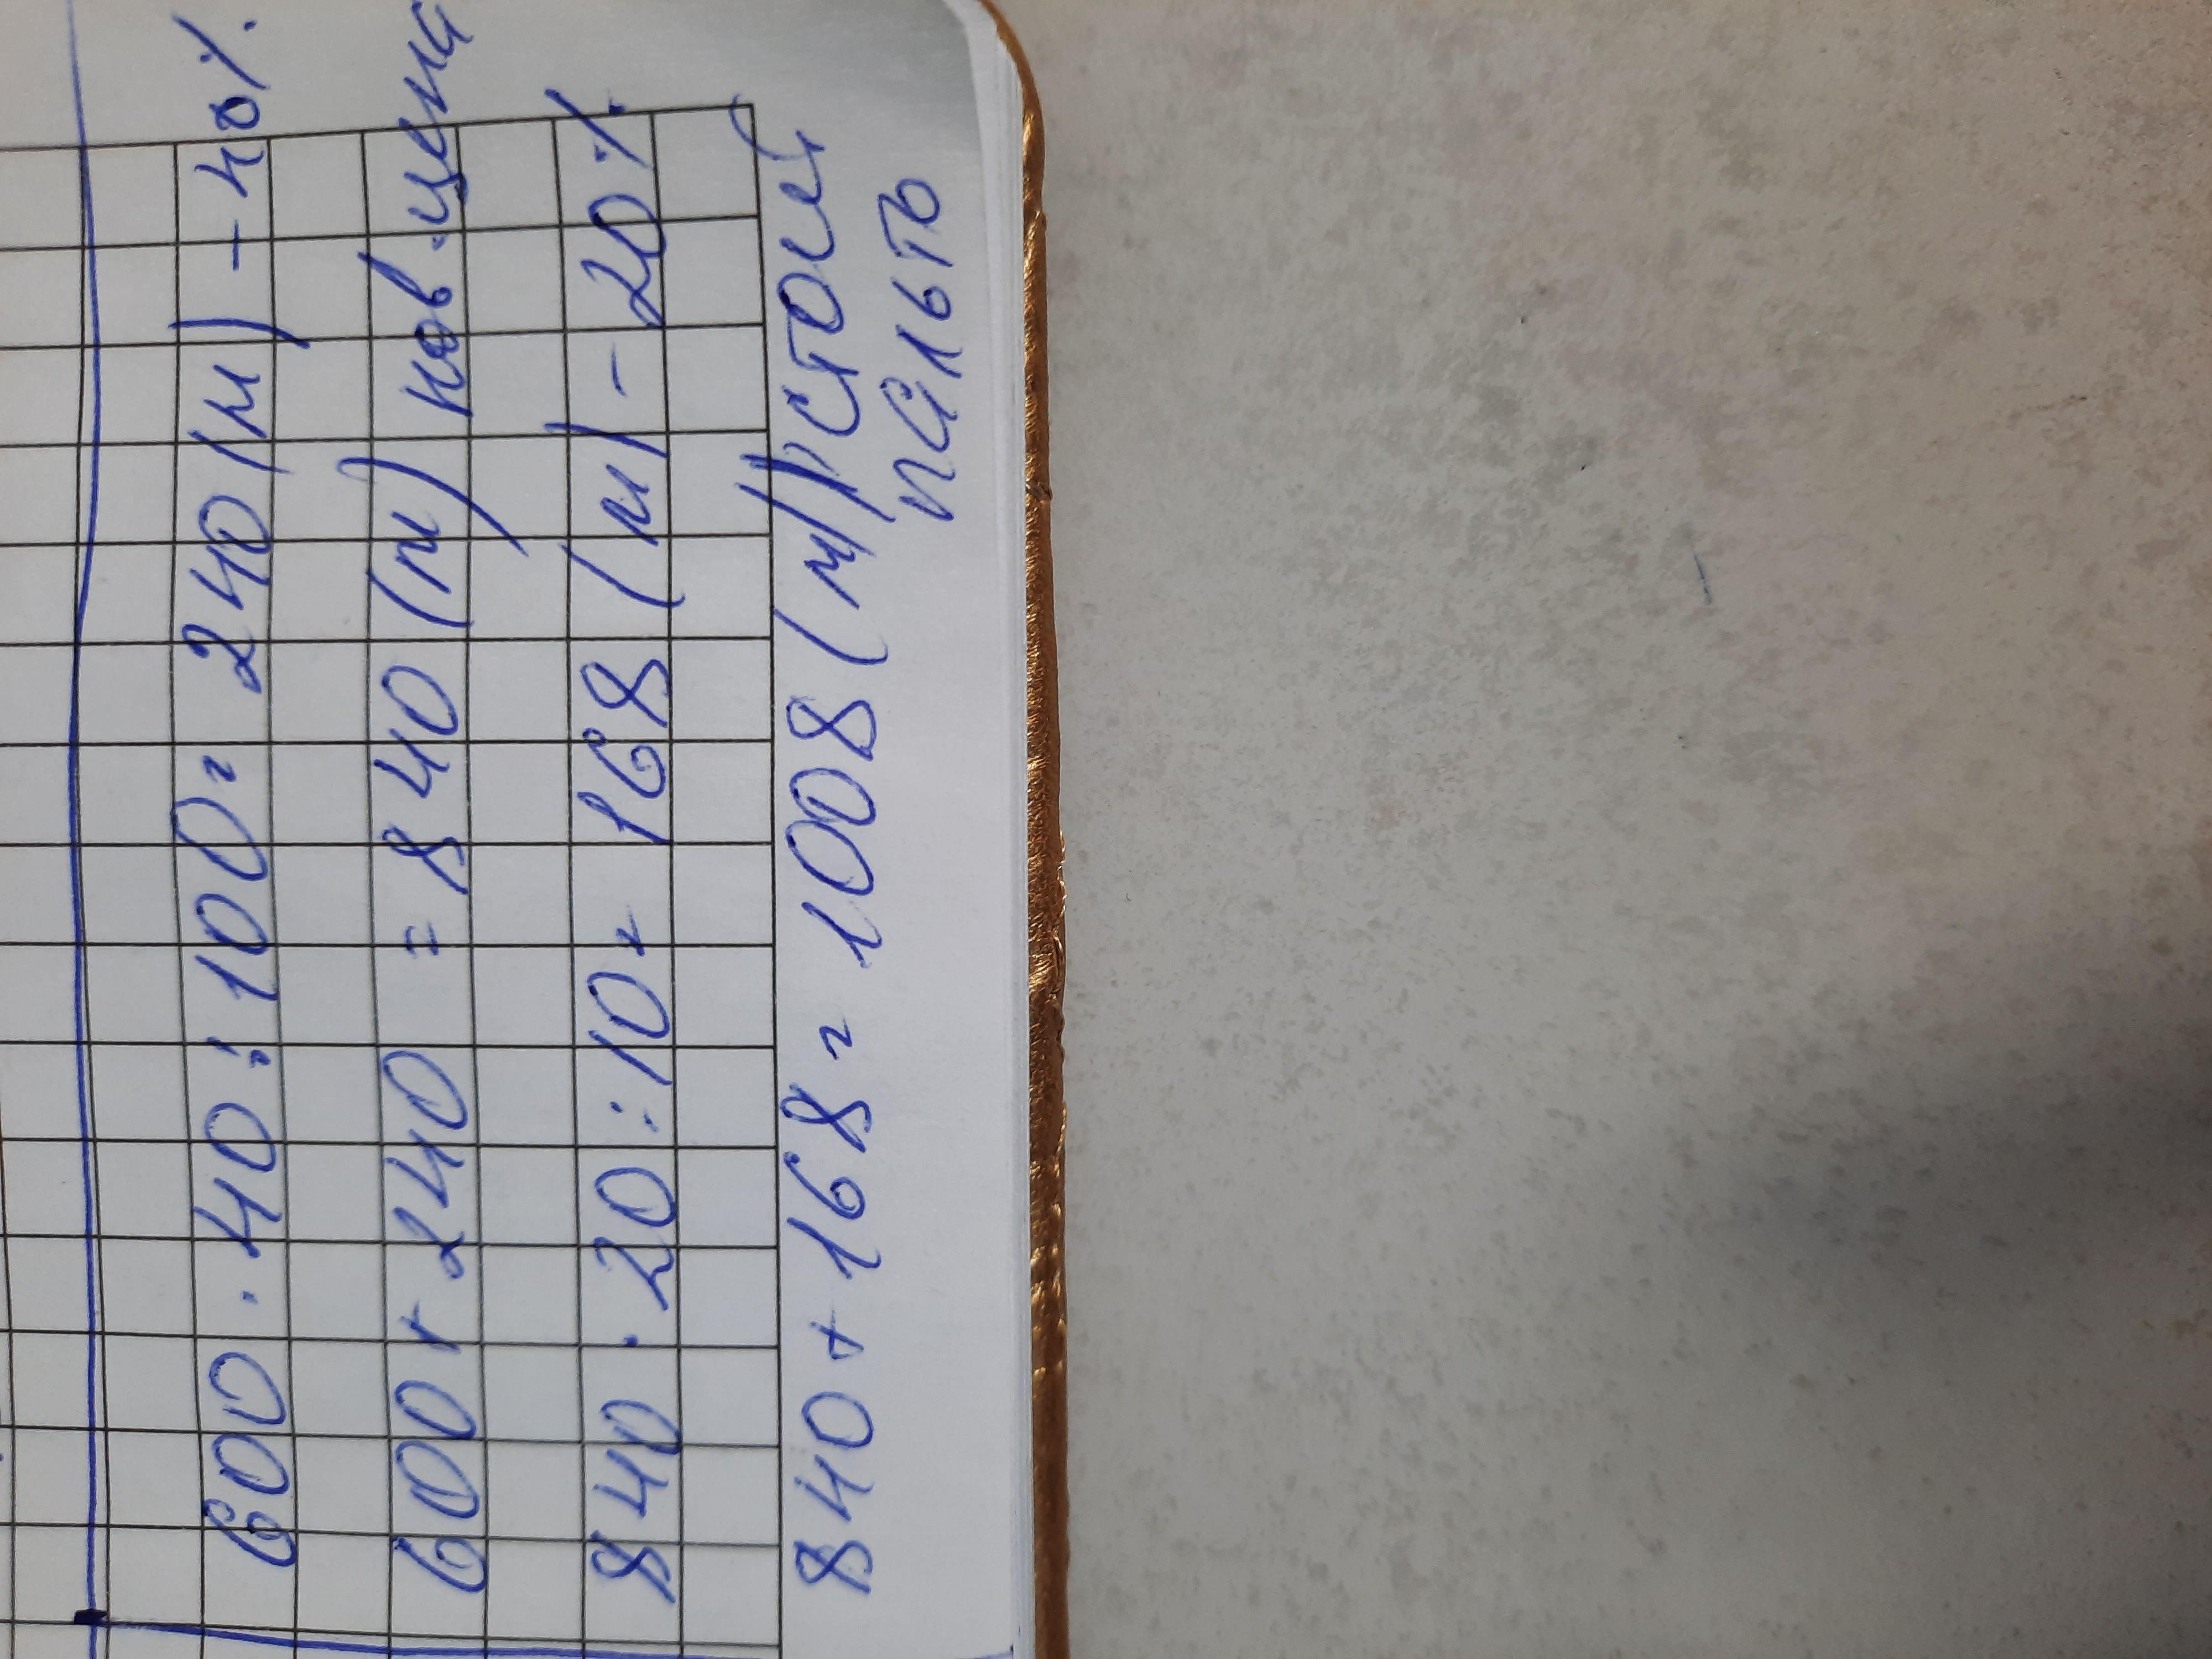 600 · 40 : 100 = 240 (м) - 40%.
600 + 240 = 840 (м) нов. цена
840 · 20 : 10 = 168 (м) - 20%.
840 + 168 = 1008 (м) стоит
пальто